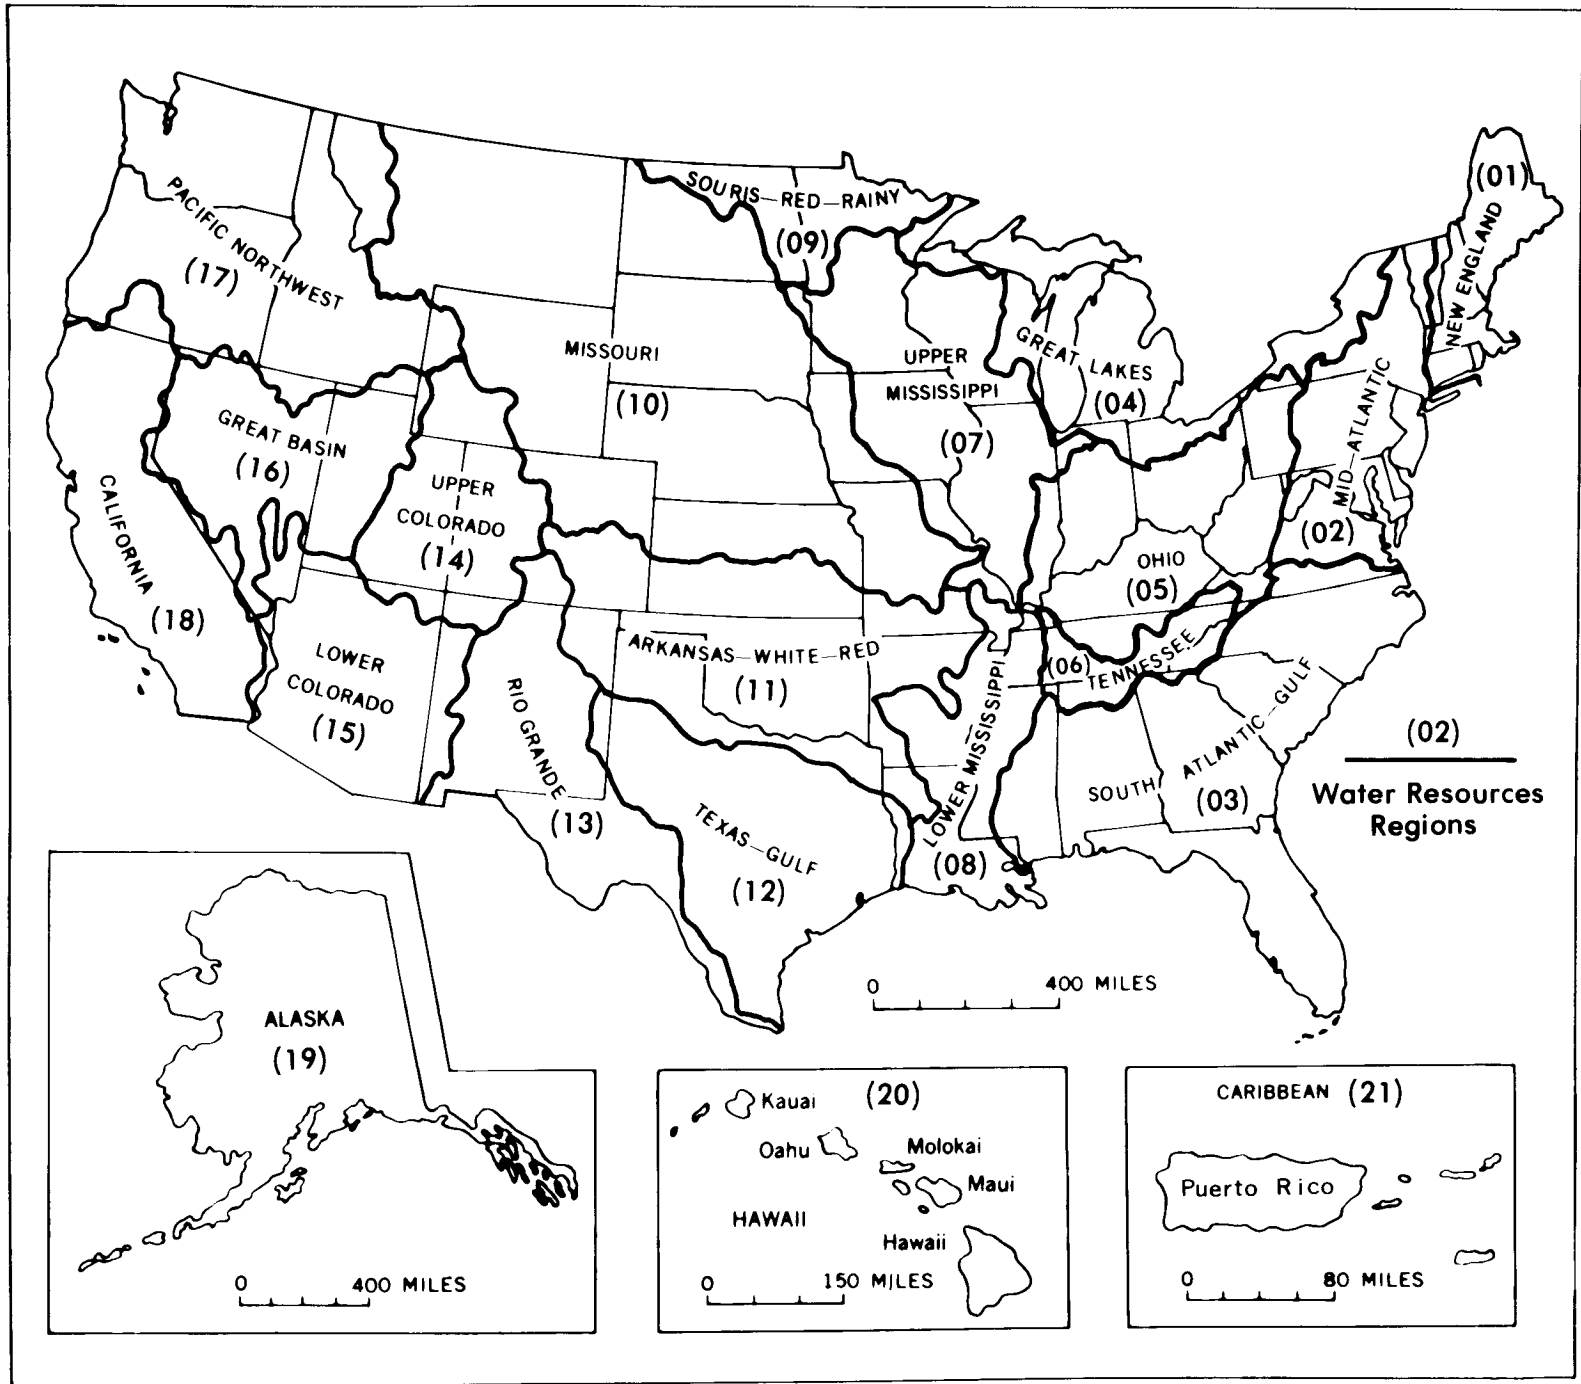 (01)
NEW ENGLAND
SOURIS—RED—RAINY
(09)
PACIFIC NORTHWEST
(17)
MISSOURI
(10)
UPPER
MISSISSIPPI
(07)
GREAT LAKES
(04)
MID—ATLANTIC
(02)
GREAT BASIN
(16)
UPPER
COLORADO
(14)
CALIFORNIA
(18)
OHIO
(05)
LOWER
COLORADO
(15)
ARKANSAS—WHITE—RED
(11)
(06)
TENNESSEE
RIO GRANDE
(13)
LOWER MISSISSIPPI
(08)
SOUTH ATLANTIC—GULF
(03)
TEXAS—GULF
(12)
(02)
Water Resources
Regions
0 400 MILES
ALASKA
(19)
0 400 MILES
Kauai
(20)
Oahu
Molokai
Maui
HAWAII
Hawaii
0 150 MILES
CARIBBEAN (21)
Puerto Rico
0 80 MILES